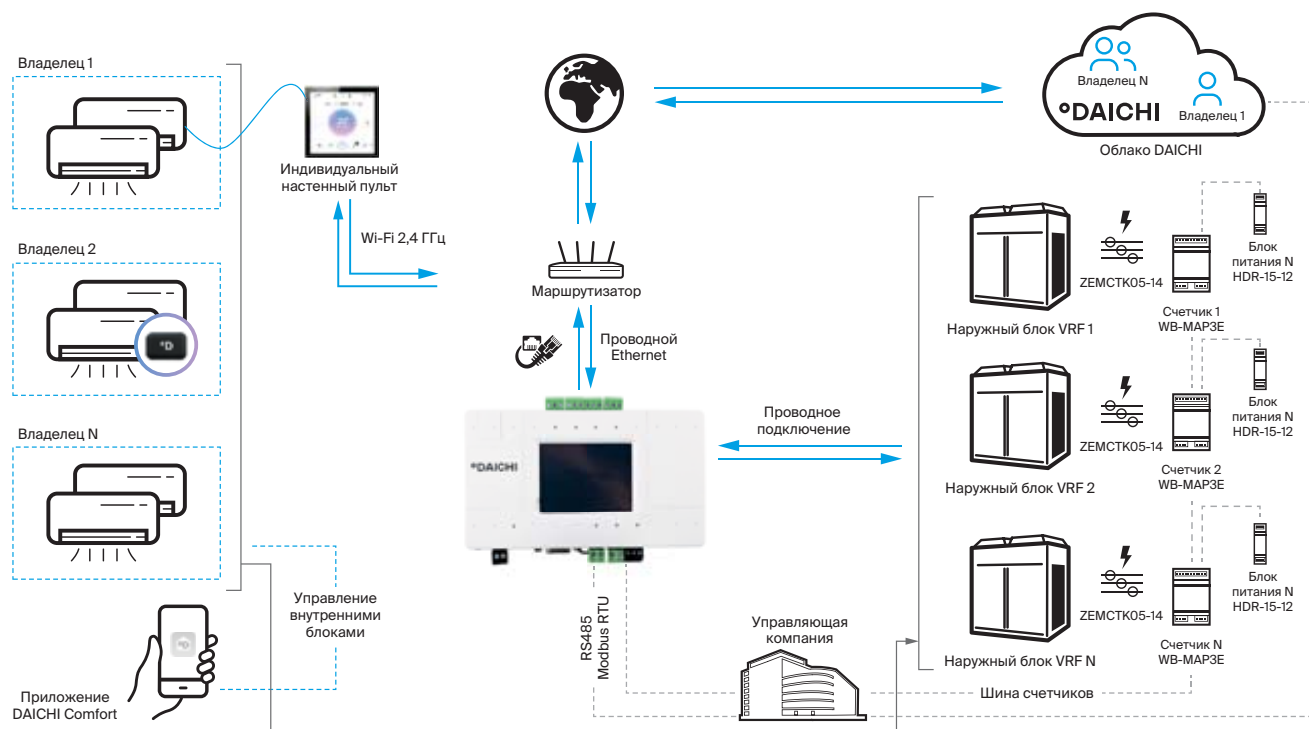 Владелец 1
Индивидуальный
настенный пульт
Wi-Fi 2,4 ГГц
Владелец 2
°D
Владелец N
Управление
внутренними
блоками
°D
Приложение
DAICHI Comfort
Маршрутизатор
Проводной
Ethernet
°DAICHI
RS485
Modbus RTU
Проводное
подключение
Управляющая
компания
Владелец N
°DAICHI
Владелец 1
Облако DAICHI
Наружный блок VRF 1
ZEMCTK05-14
Счетчик 1
WB-MAP3E
Блок
питания N
HDR-15-12
Наружный блок VRF 2
ZEMCTK05-14
Счетчик 2
WB-MAP3E
Блок
питания N
HDR-15-12
Наружный блок VRF N
ZEMCTK05-14
Счетчик N
WB-MAP3E
Блок
питания N
HDR-15-12
Шина счетчиков